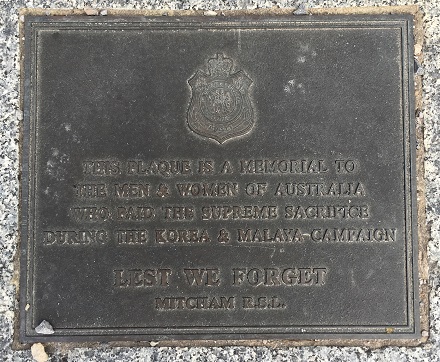 THIS PLAQUE IS A MEMORIAL TO
THE MEN & WOMEN OF AUSTRALIA
WHO PAID THE SUPREME SACRIFICE
DURING THE KOREA & MALAYA-CAMPAIGN
LEST WE FORGET
MITCHAM R.S.L.